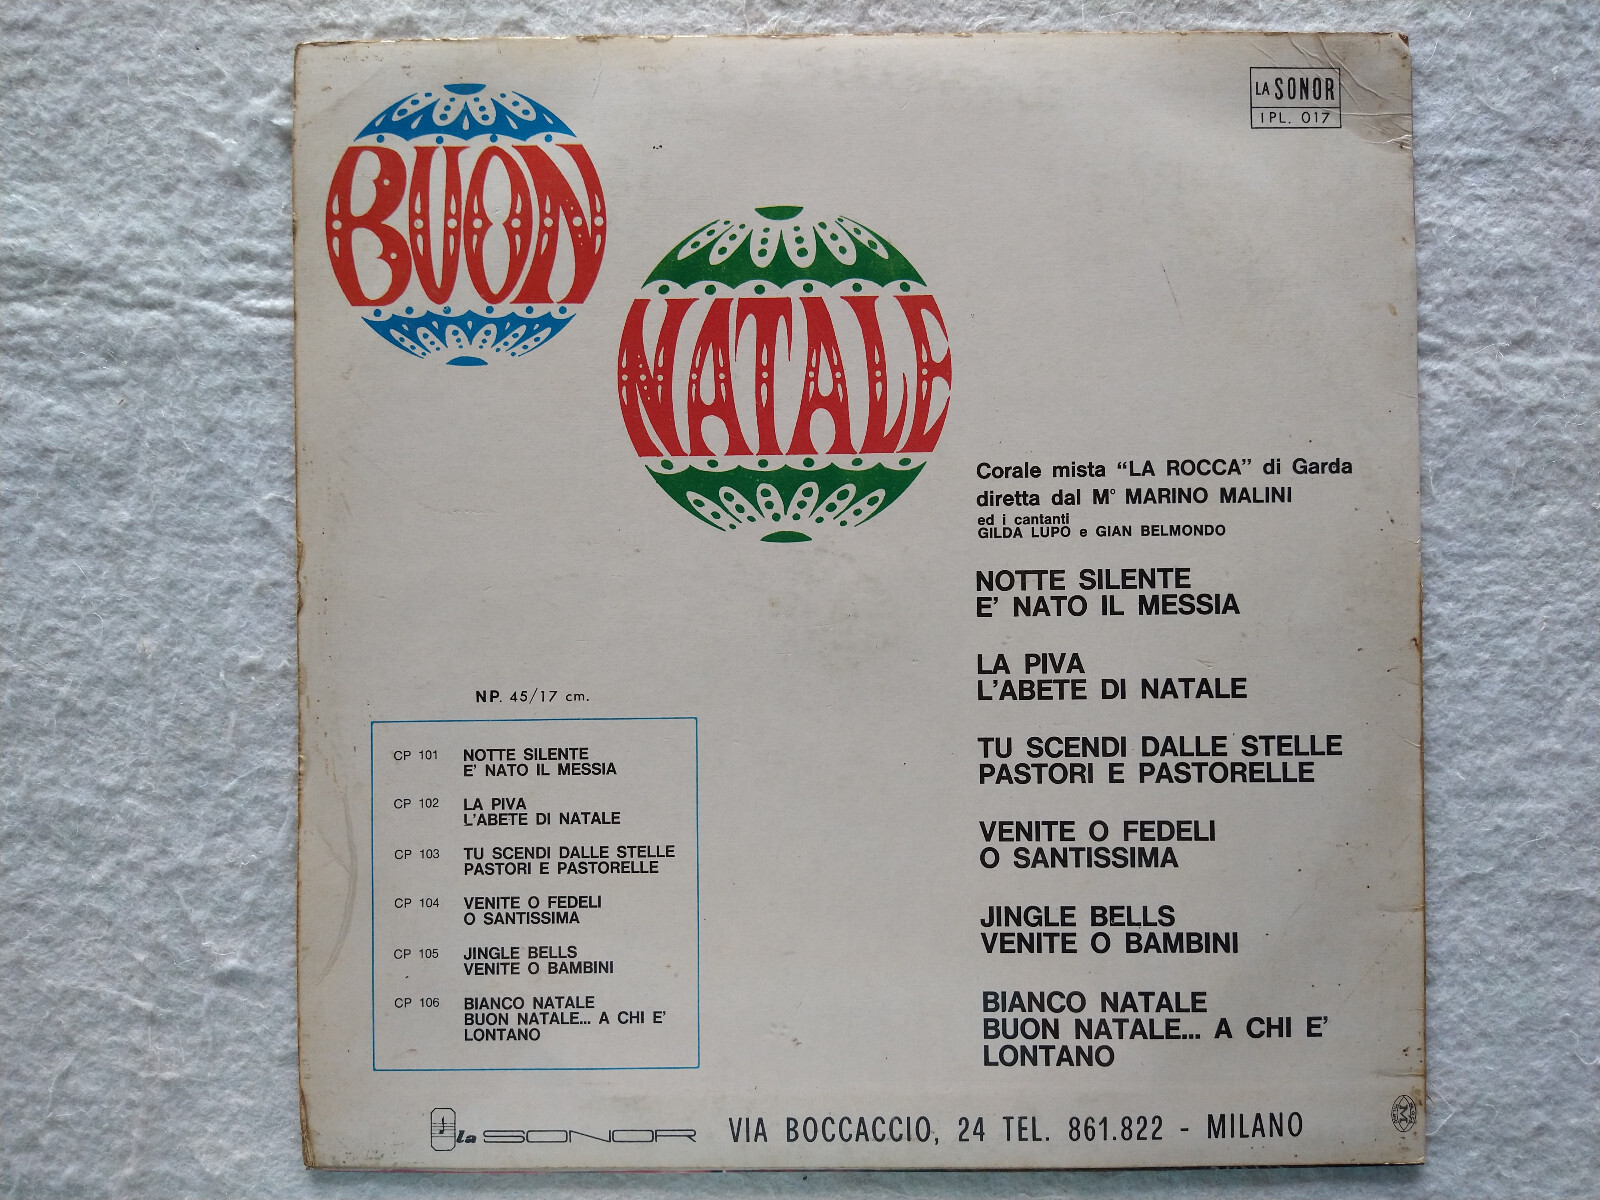 BUON
NATALE
LA SONOR
IPL. 017
Corale mista “LA ROCCA” di Garda
diretta dal M° MARINO MALINI
ed i cantanti
GILDA LUPO e GIAN BELMONDO
NOTTE SILENTE
E' NATO IL MESSIA
LA PIVA
L'ABETE DI NATALE
TU SCENDI DALLE STELLE
PASTORI E PASTORELLE
VENITE O FEDELI
O SANTISSIMA
JINGLE BELLS
VENITE O BAMBINI
BIANCO NATALE
BUON NATALE... A CHI E'
LONTANO
NP. 45/17 cm.
CP 101 NOTTE SILENTE
E' NATO IL MESSIA
CP 102 LA PIVA
L'ABETE DI NATALE
CP 103 TU SCENDI DALLE STELLE
PASTORI E PASTORELLE
CP 104 VENITE O FEDELI
O SANTISSIMA
CP 105 JINGLE BELLS
VENITE O BAMBINI
CP 106 BIANCO NATALE
BUON NATALE... A CHI E'
LONTANO
la SONOR VIA BOCCACCIO, 24 TEL. 861.822 - MILANO